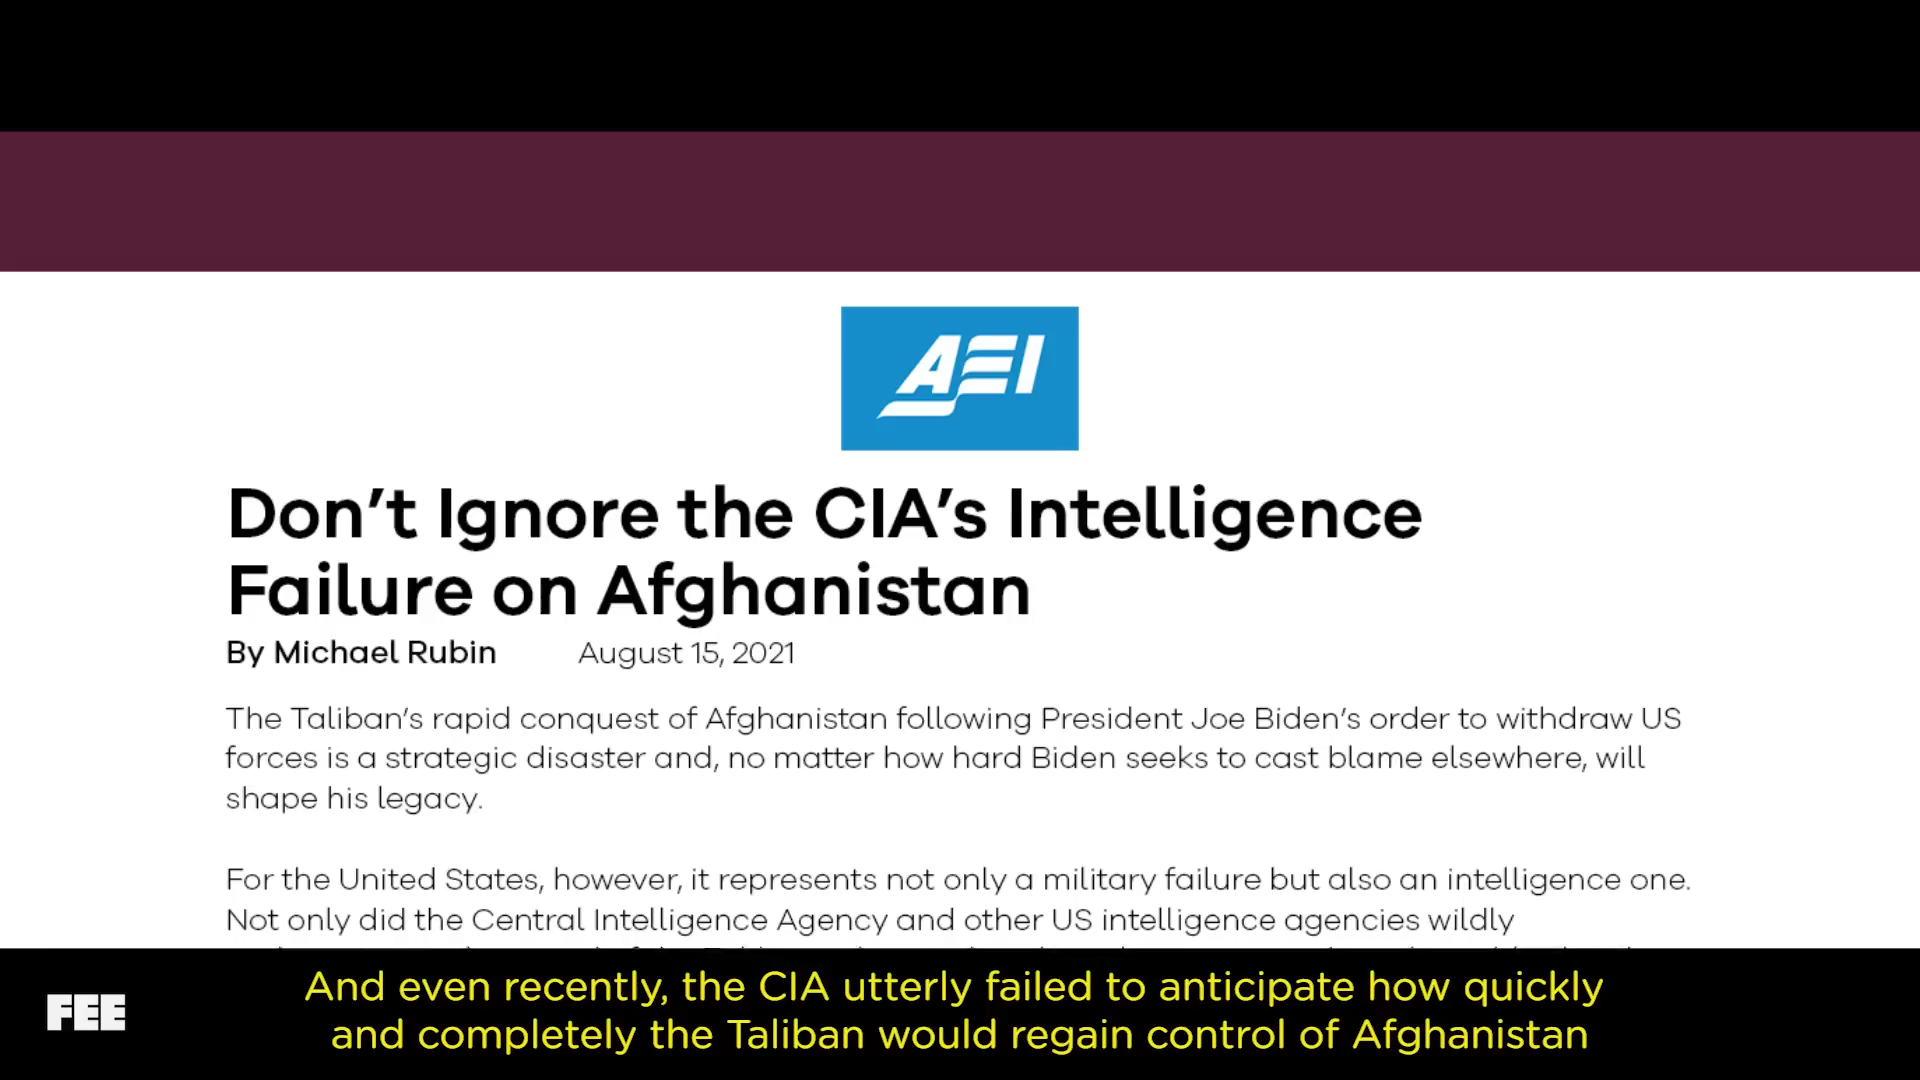 AEI
Don’t Ignore the CIA’s Intelligence
Failure on Afghanistan
By Michael Rubin August 15, 2021
The Taliban’s rapid conquest of Afghanistan following President Joe Biden’s order to withdraw US
forces is a strategic disaster and, no matter how hard Biden seeks to cast blame elsewhere, will
shape his legacy.
For the United States, however, it represents not only a military failure but also an intelligence one.
Not only did the Central Intelligence Agency and other US intelligence agencies wildly
FEE
And even recently, the CIA utterly failed to anticipate how quickly
and completely the Taliban would regain control of Afghanistan